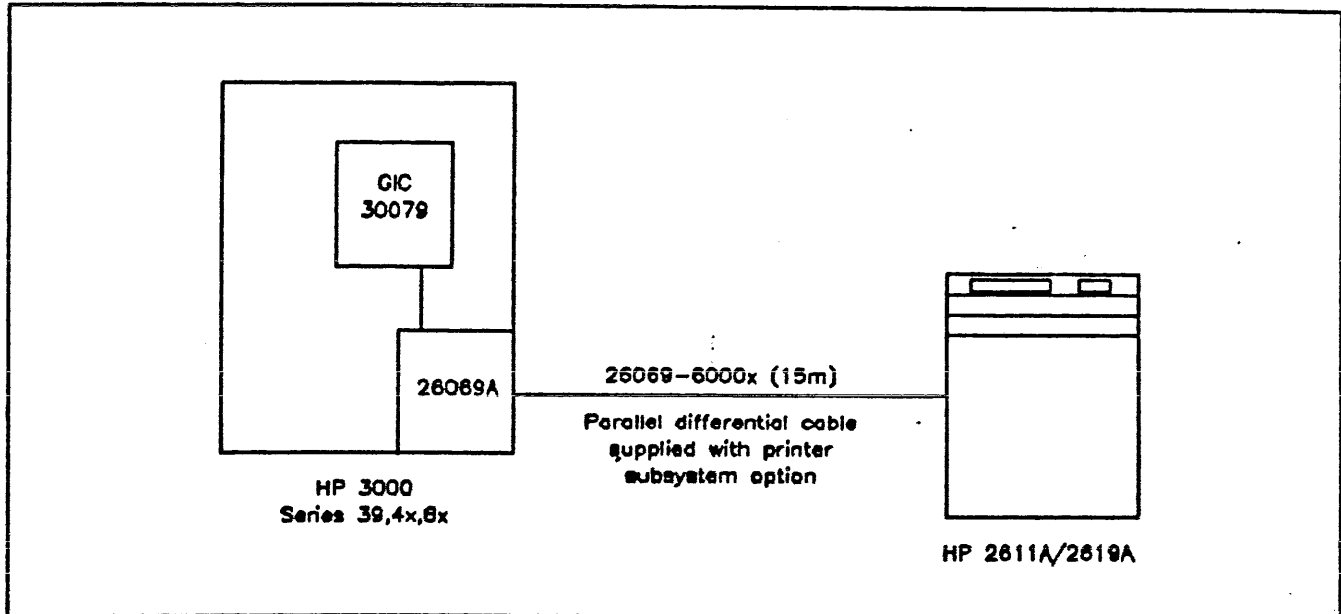 GIC
30079
26069A
26069-6000x (15m)
Parallel differential cable
supplied with printer
subsystem option
HP 3000
Series 39,4x,6x
HP 2611A/2619A